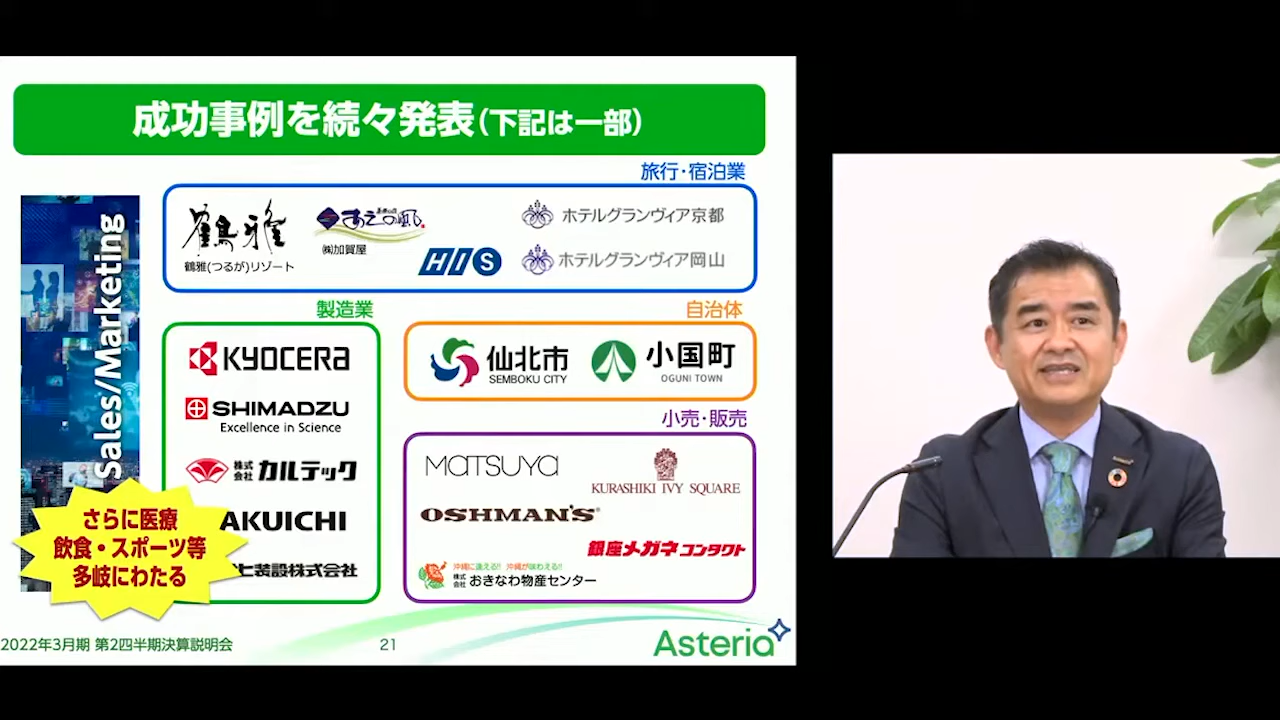 成功事例を続々発表(下記は一部)
旅行・宿泊業
鶴雅
鶴雅(つるが)リゾート
あえの風
㈱加賀屋
HIS
ホテルグランヴィア京都
ホテルグランヴィア岡山
Sales/Marketing
製造業
KYOCERA
SHIMADZU
Excellence in Science
株式会社 カルテック
AKUICHI
七装設株式会社
自治体
仙北市
SEMBOKU CITY
小国町
OGUNI TOWN
小売・販売
MATSUYA
KURASHIKI IVY SQUARE
OSHMAN'S
銀座メガネコンタクト
沖縄に逢える!! 沖縄が味わえる!!
株式会社 おきなわ物産センター
さらに医療
飲食・スポーツ等
多岐にわたる
2022年3月期 第2四半期決算説明会
21
Asteria